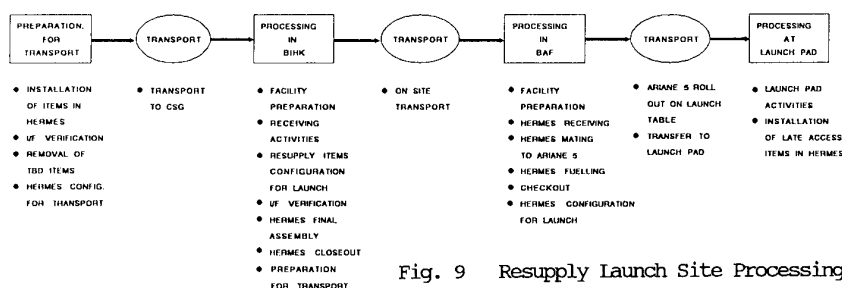 PREPARATION.
FOR
TRANSPORT
TRANSPORT
PROCESSING
IN
BIHK
TRANSPORT
PROCESSING
IN
BAF
TRANSPORT
PROCESSING
AT
LAUNCH PAD
● INSTALLATION
OF ITEMS IN
HERMES
● I/F VERIFICATION
● REMOVAL OF
TBD ITEMS
● HERMES CONFIG.
FOR TRANSPORT
● TRANSPORT
TO CSG
● FACILITY
PREPARATION
● RECEIVING
ACTIVITIES
● RESUPPLY ITEMS
CONFIGURATION
FOR LAUNCH
● I/F VERIFICATION
● HERMES FINAL
ASSEMBLY
● HERMES CLOSEOUT
● PREPARATION
FOR TRANSPORT
● ON SITE
TRANSPORT
● FACILITY
PREPARATION
● HERMES RECEIVING
● HERMES MATING
TO ARIANE 5
● HERMES FUELLING
● CHECKOUT
● HERMES CONFIGURATION
FOR LAUNCH
● ARIANE 5 ROLL
OUT ON LAUNCH
TABLE
● TRANSFER TO
LAUNCH PAD
● LAUNCH PAD
ACTIVITIES
● INSTALLATION
OF LATE ACCESS
ITEMS IN HERMES
Fig. 9 Resupply Launch Site Processing